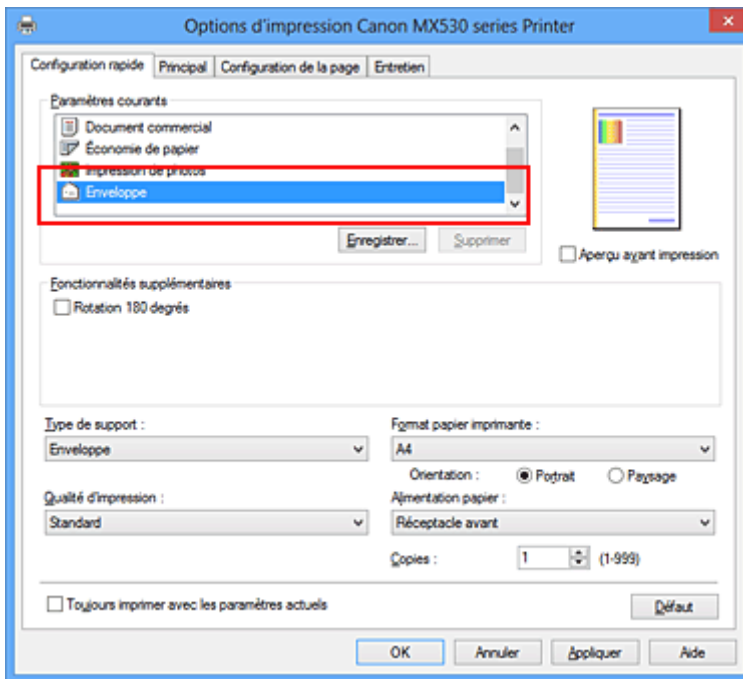 Options d'impression Canon MX530 series Printer
Configuration rapide Principal Configuration de la page Entretien
Paramètres courants
Document commercial
Économie de papier
Impression de photos
Enveloppe
Enregistrer... Supprimer
Aperçu avant impression
Fonctionnalités supplémentaires
Rotation 180 degrés
Type de support : Format papier imprimante :
Enveloppe A4
Orientation : Portrait Paysage
Qualité d'impression : Alimentation papier :
Standard Réceptacle avant
Copies : 1 (1-999)
Toujours imprimer avec les paramètres actuels Défaut
OK Annuler Appliquer Aide